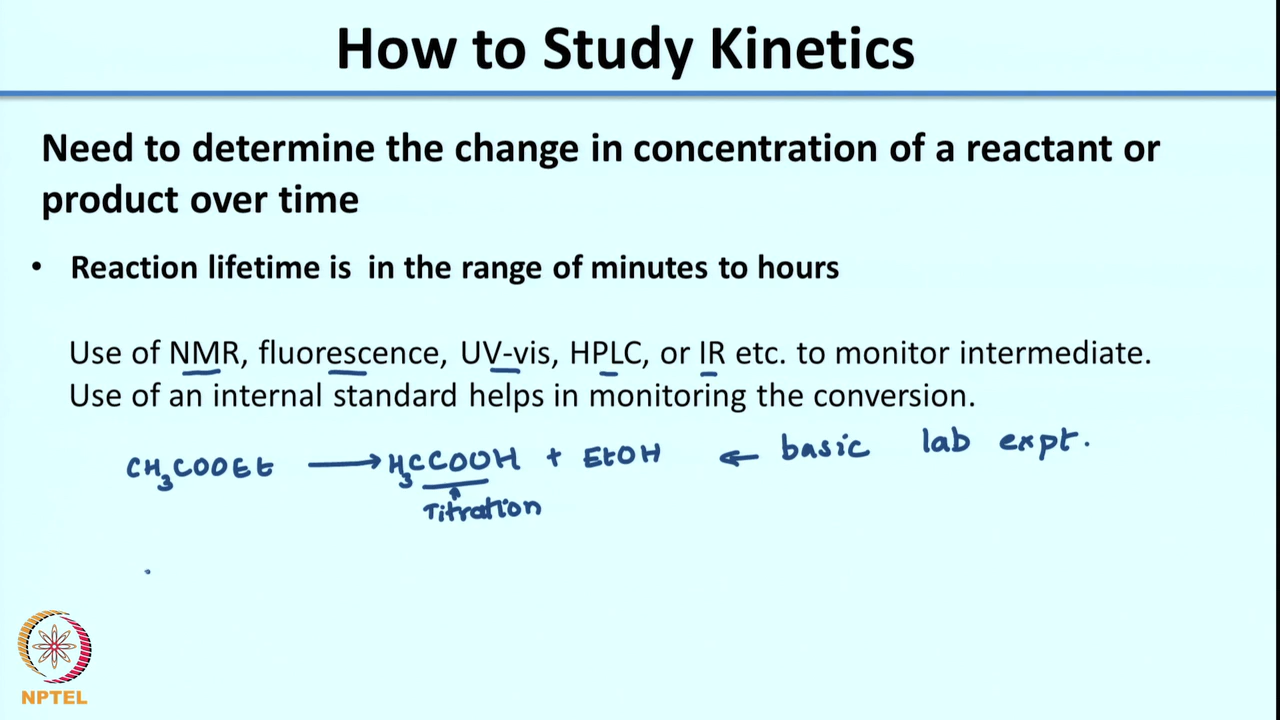 How to Study Kinetics
Need to determine the change in concentration of a reactant or
product over time
• Reaction lifetime is in the range of minutes to hours
Use of NMR, fluorescence, UV-vis, HPLC, or IR etc. to monitor intermediate.
Use of an internal standard helps in monitoring the conversion.
CH₃COOEt ⟶ H₃CCOOH + EtOH ← basic lab expt.
↑
Titration
NPTEL